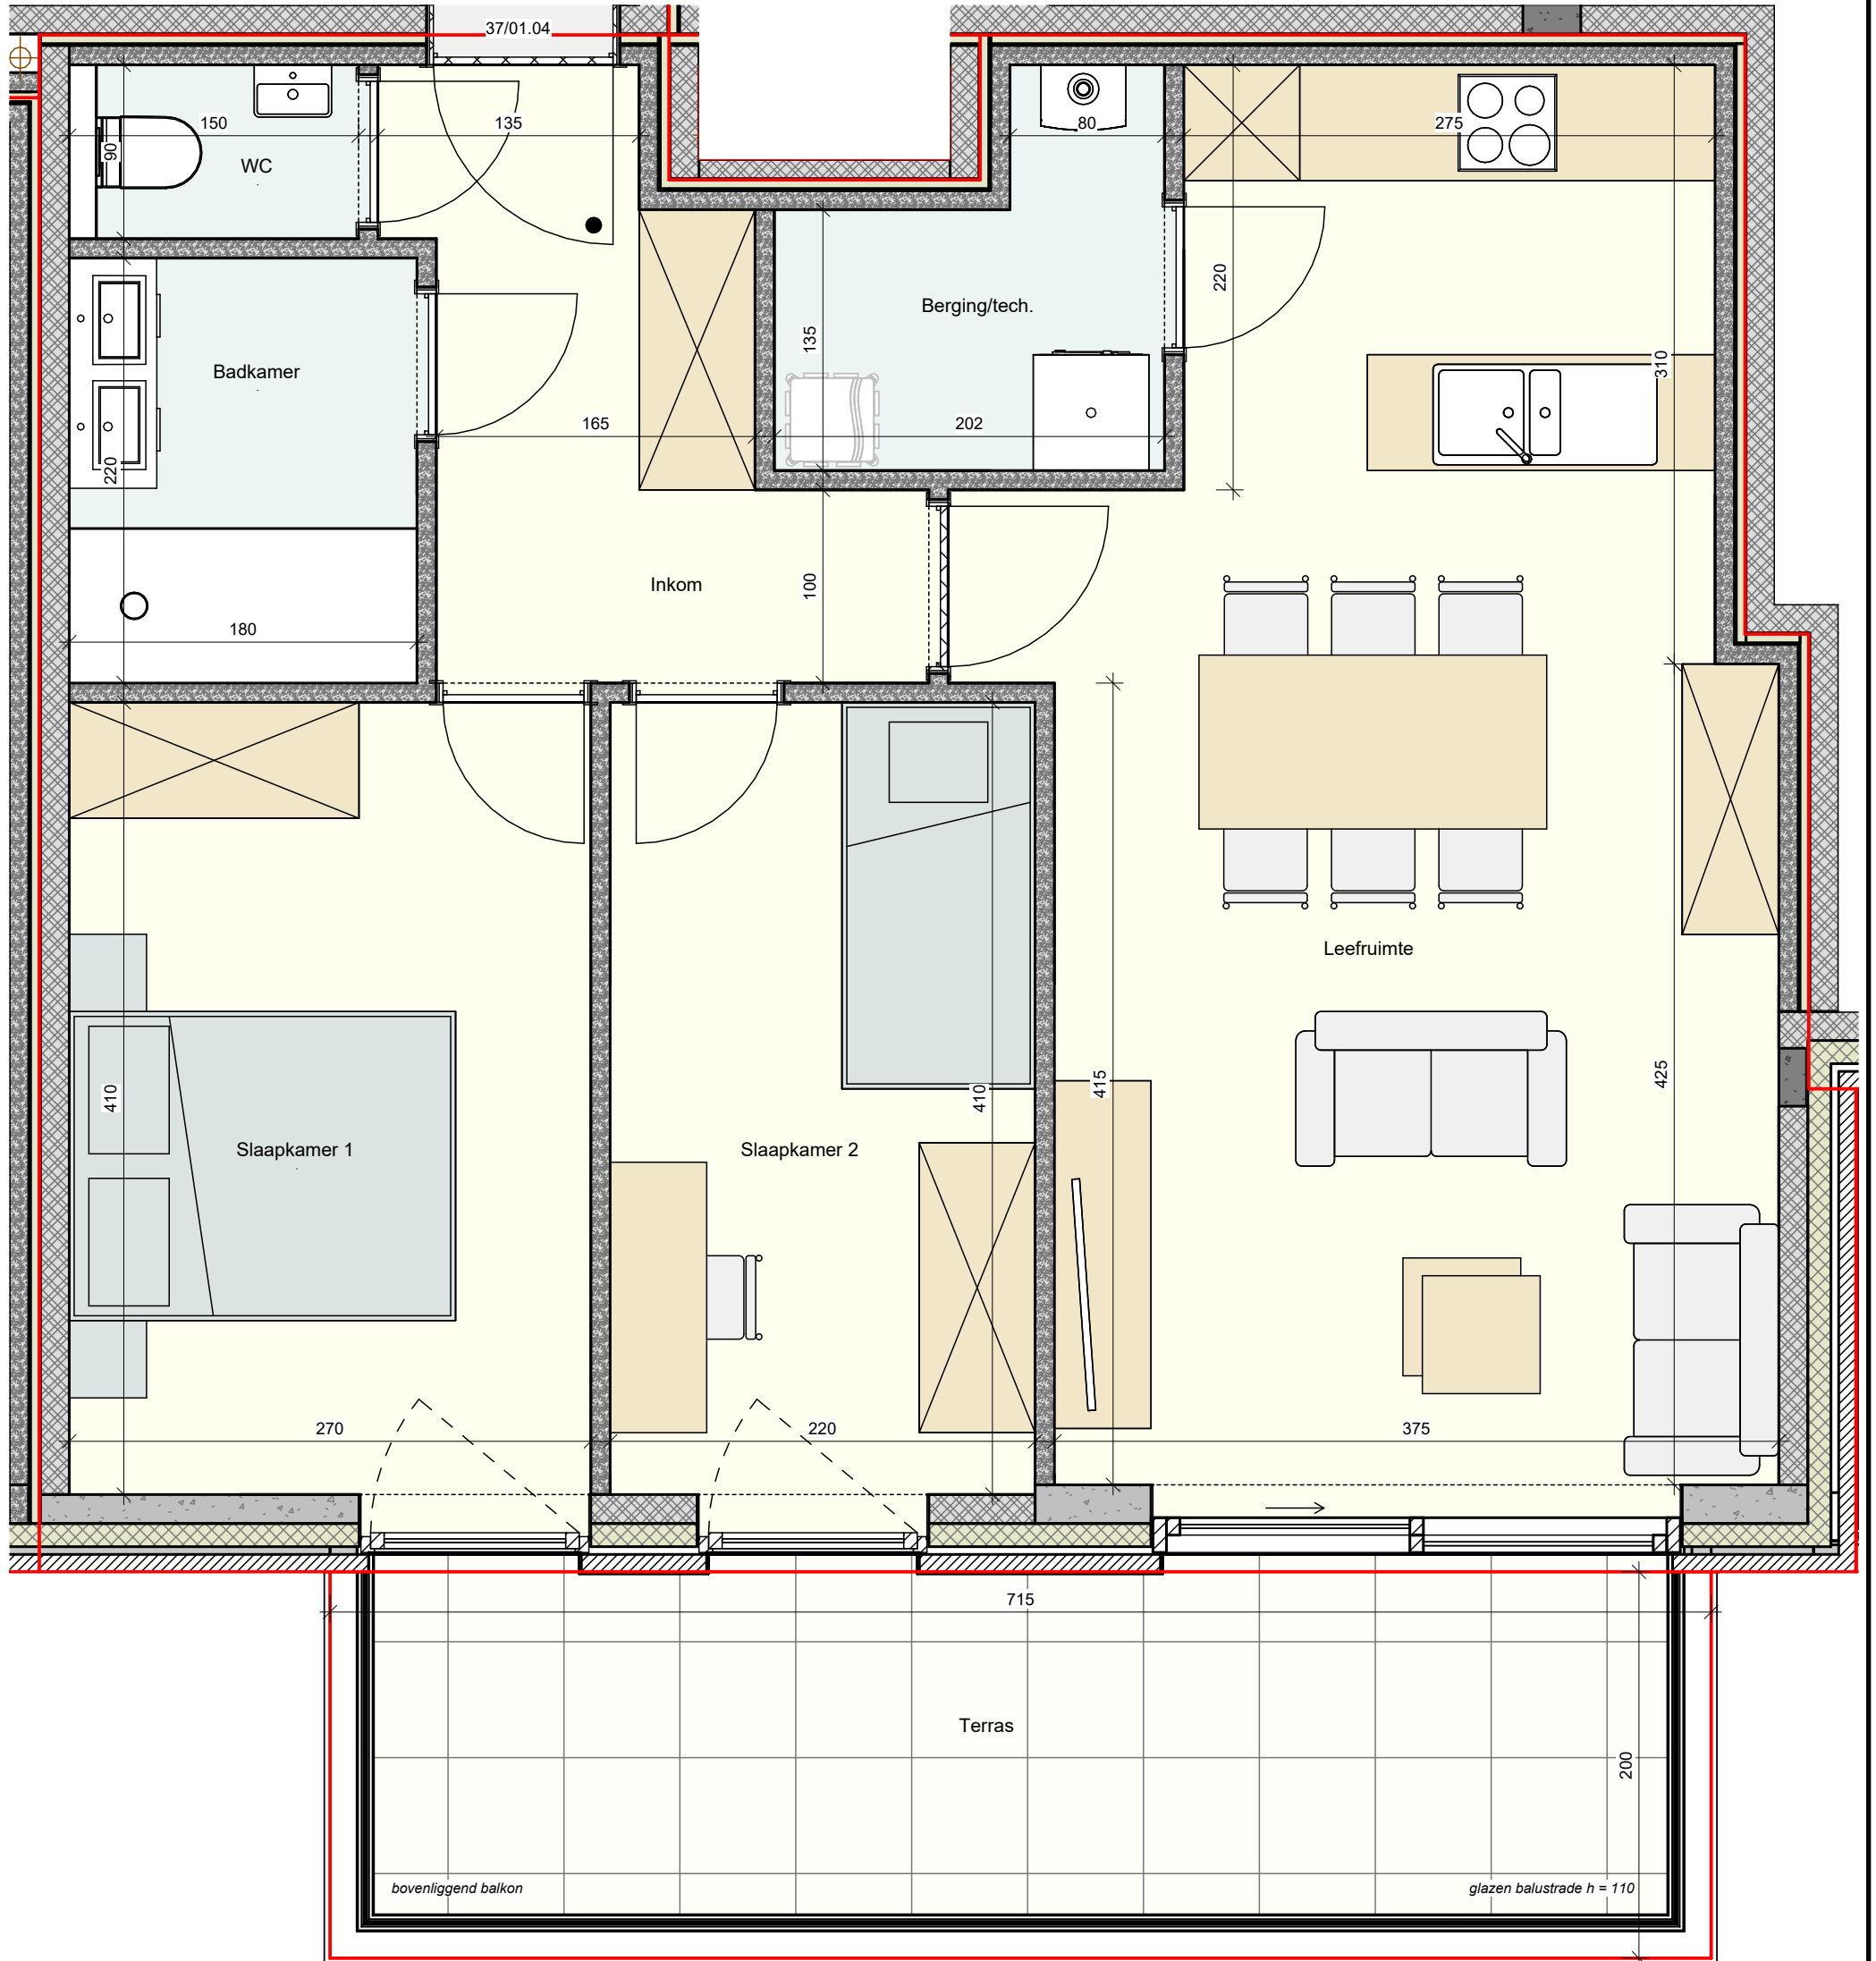 37/01.04
150
135
80
275
90
WC
220
Berging/tech.
135
310
Badkamer
165
202
220
Inkom
100
180
Leefruimte
410
410
415
425
Slaapkamer 1
Slaapkamer 2
270
220
375
715
Terras
200
bovenliggend balkon
glazen balustrade h = 110